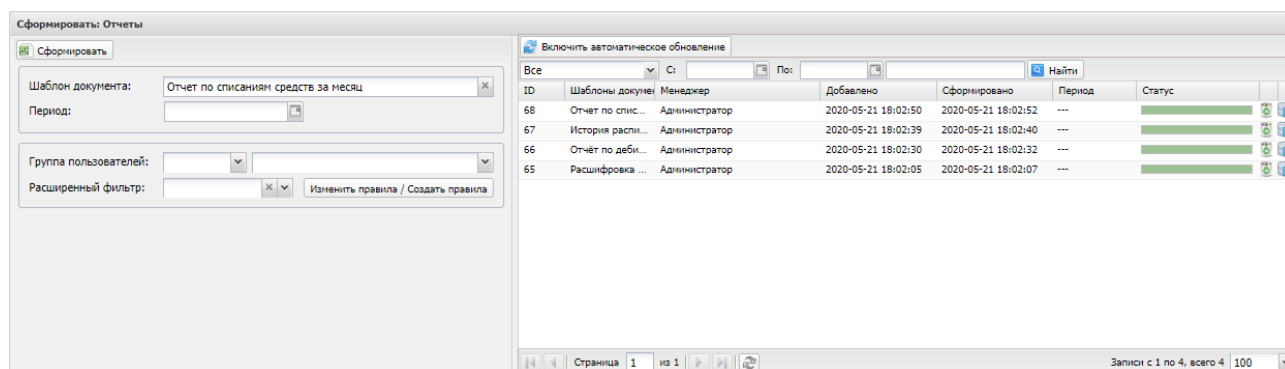 Сформировать: Отчеты
Сформировать
Шаблон документа: Отчет по списаниям средств за месяц
Период:
Группа пользователей:
Расширенный фильтр: Изменить правила / Создать правила
Включить автоматическое обновление
Все С: По: Найти
ID Шаблоны докумен Менеджер Добавлено Сформировано Период Статус
68 Отчет по спис... Администратор 2020-05-21 18:02:50 2020-05-21 18:02:52 ---
67 История распи... Администратор 2020-05-21 18:02:39 2020-05-21 18:02:40 ---
66 Отчёт по деби... Администратор 2020-05-21 18:02:30 2020-05-21 18:02:32 ---
65 Расшифровка ... Администратор 2020-05-21 18:02:05 2020-05-21 18:02:07 ---
Страница 1 из 1 Записи с 1 по 4, всего 4 100